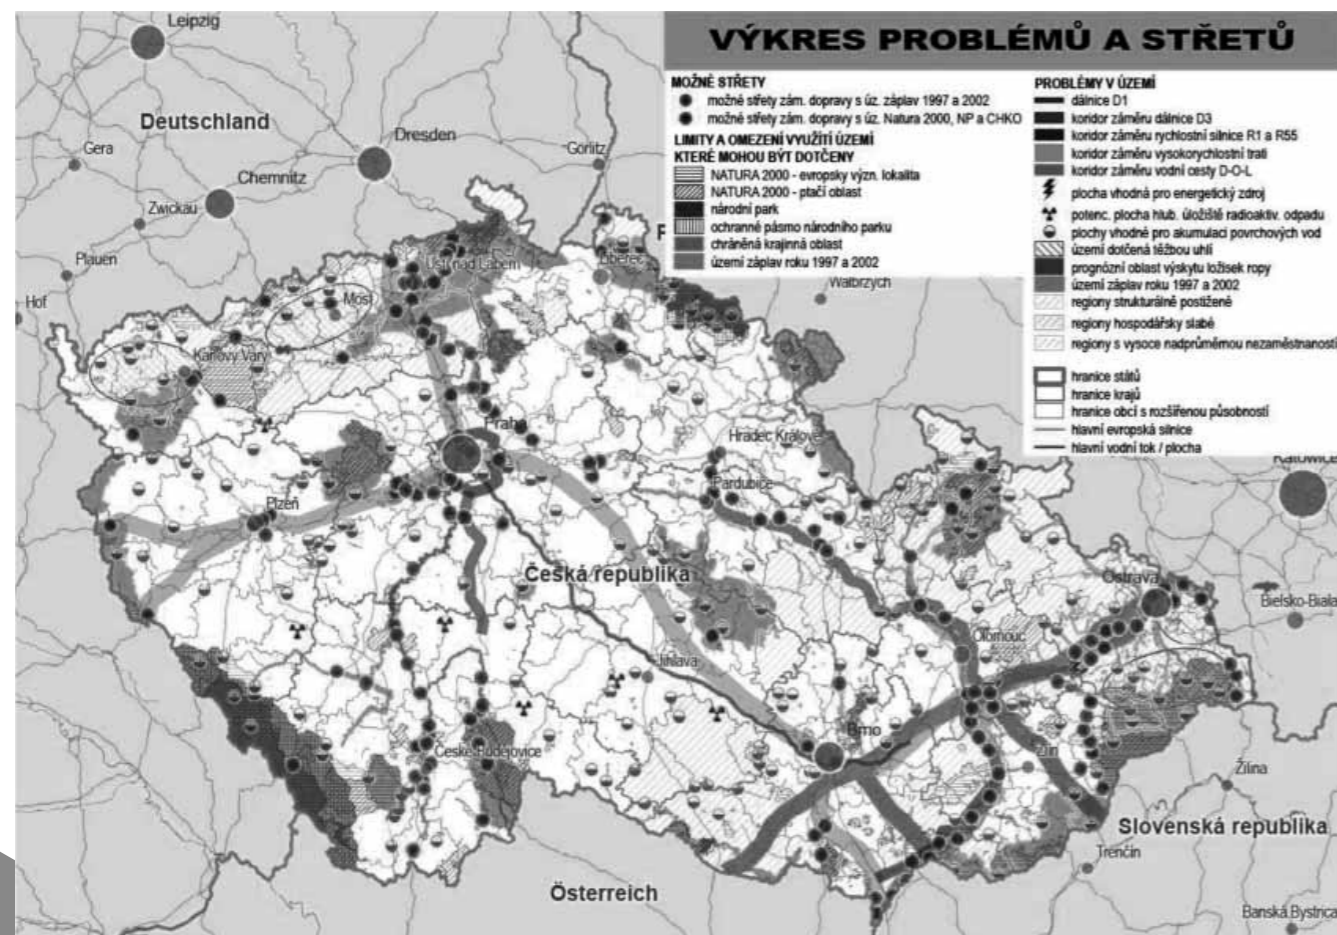 VÝKRES PROBLÉMŮ A STŘETŮ
MOŽNÉ STŘETY
možné střety zám. dopravy s úz. záplav 1997 a 2002
možné střety zám. dopravy s úz. Natura 2000, NP a CHKO
LIMITY A OMEZENÍ VYUŽITÍ ÚZEMÍ
KTERÉ MOHOU BÝT DOTČENY
NATURA 2000 - evropsky význ. lokalita
NATURA 2000 - ptačí oblast
národní park
ochranné pásmo národního parku
chráněná krajinná oblast
území záplav roku 1997 a 2002
PROBLÉMY V ÚZEMÍ
dálnice D1
koridor záměru dálnice D3
koridor záměru rychlostní silnice R1 a R55
koridor záměru vysokorychlostní trati
koridor záměru vodní cesty D-O-L
plocha vhodná pro energetický zdroj
potenc. plocha hlub. úložiště radioaktiv. odpadu
plochy vhodné pro akumulaci povrchových vod
území dotčená těžbou uhlí
prognózní oblast výskytu ložisek ropy
území záplav roku 1997 a 2002
regiony strukturálně postižené
regiony hospodářsky slabé
regiony s vysoce nadprůměrnou nezaměstnaností
hranice států
hranice krajů
hranice obcí s rozšířenou působností
hlavní evropská silnice
hlavní vodní tok / plocha
Leipzig
Deutschland
Dresden
Gera
Görlitz
Chemnitz
Zwickau
Plauen
Hof
Ústí nad Labem
Liberec
Wałbrzych
Most
Karlovy Vary
Praha
Hradec Králové
Pardubice
Katowice
Plzeň
Česká republika
Ostrava
Bielsko-Biala
Olomouc
Jihlava
Brno
České Budějovice
Zlín
Žilina
Slovenská republika
Trenčín
Österreich
Banská Bystrica